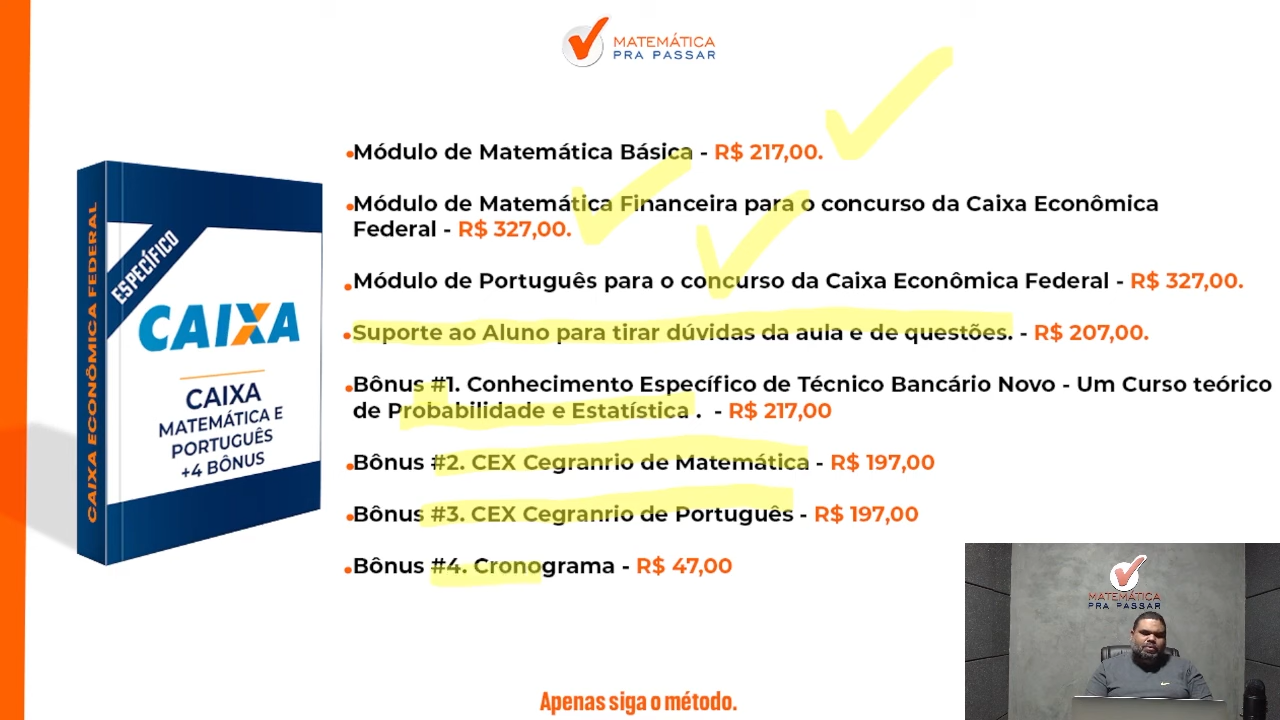 MATEMÁTICA
PRA PASSAR
•Módulo de Matemática Básica - R$ 217,00.
•Módulo de Matemática Financeira para o concurso da Caixa Econômica
Federal - R$ 327,00.
•Módulo de Português para o concurso da Caixa Econômica Federal - R$ 327,00.
•Suporte ao Aluno para tirar dúvidas da aula e de questões. - R$ 207,00.
•Bônus #1. Conhecimento Específico de Técnico Bancário Novo - Um Curso teórico
de Probabilidade e Estatística . - R$ 217,00
•Bônus #2. CEX Cegranrio de Matemática - R$ 197,00
•Bônus #3. CEX Cegranrio de Português - R$ 197,00
•Bônus #4. Cronograma - R$ 47,00
CAIXA ECONÔMICA FEDERAL
ESPECÍFICO
CAIXA
CAIXA
MATEMÁTICA E
PORTUGUÊS
+4 BÔNUS
MATEMÁTICA
PRA PASSAR
Apenas siga o método.